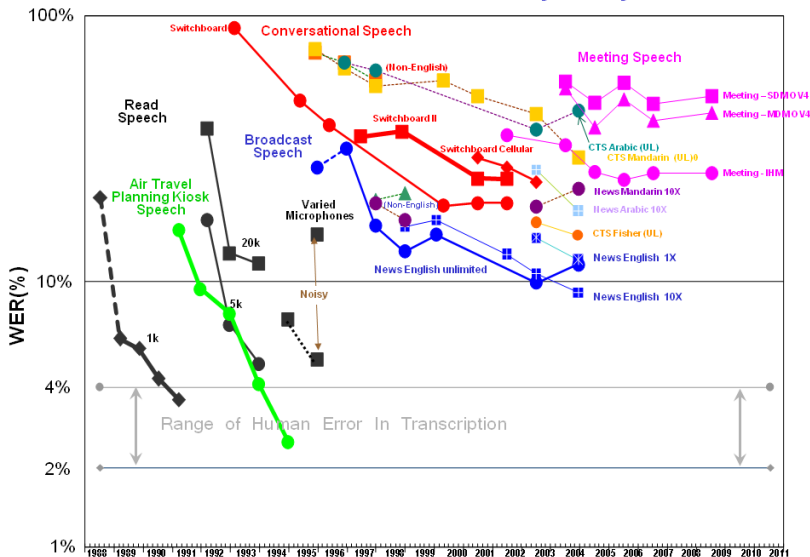 100%
Switchboard
Conversational Speech
(Non-English)
Meeting Speech
Read
Speech
Switchboard II
Meeting – SDM OV4
Meeting – MDM OV4
Broadcast
Speech
Switchboard Cellular
CTS Arabic (UL)
CTS Mandarin (UL)0
Meeting - IHM
Air Travel
Planning Kiosk
Speech
Varied
Microphones
(Non-English)
News Mandarin 10X
News Arabic 10X
CTS Fisher (UL)
20k
News English unlimited
News English 1X
10%
Noisy
News English 10X
5k
1k
WER(%)
4%
Range of Human Error In Transcription
2%
1%
1988 1989 1990 1991 1992 1993 1994 1995 1996 1997 1998 1999 2000 2001 2002 2003 2004 2005 2006 2007 2008 2009 2010 2011